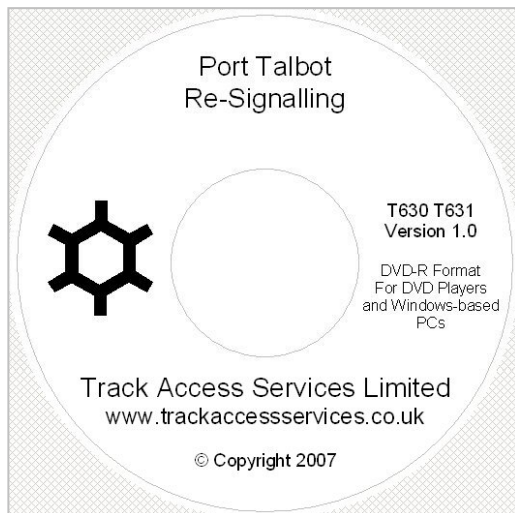 Port Talbot
Re-Signalling
T630 T631
Version 1.0
DVD-R Format
For DVD Players
and Windows-based
PCs
Track Access Services Limited
www.trackaccessservices.co.uk
© Copyright 2007